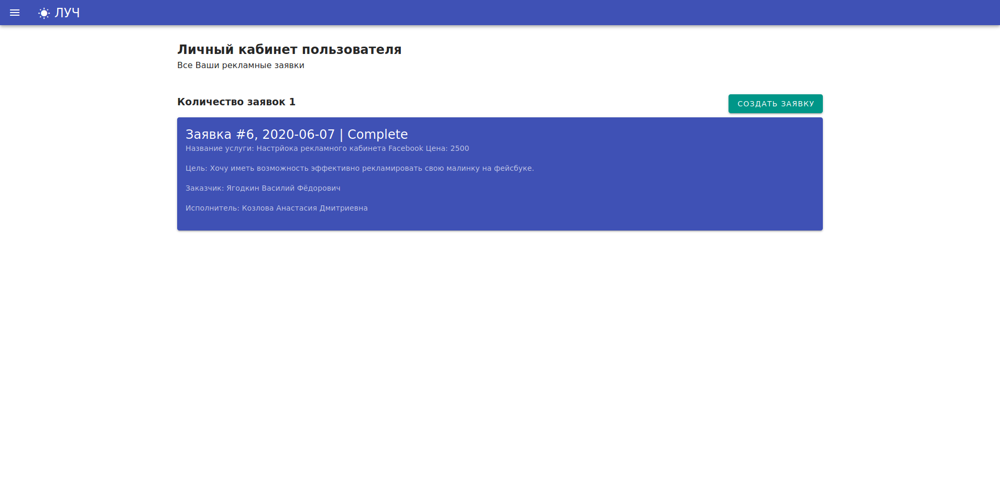 ЛУЧ
Личный кабинет пользователя
Все Ваши рекламные заявки
Количество заявок 1
СОЗДАТЬ ЗАЯВКУ
Заявка #6, 2020-06-07 | Complete
Название услуги: Настрйока рекламного кабинета Facebook Цена: 2500
Цель: Хочу иметь возможность эффективно рекламировать свою малинку на фейсбуке.
Заказчик: Ягодкин Василий Фёдорович
Исполнитель: Козлова Анастасия Дмитриевна